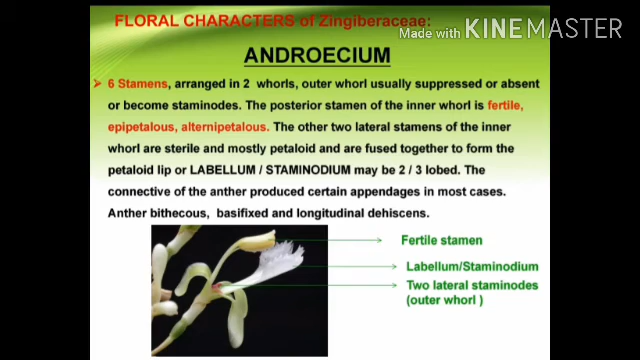 FLORAL CHARACTERS of Zingiberaceae:
Made with KINEMASTER
ANDROECIUM
➢ 6 Stamens, arranged in 2 whorls, outer whorl usually suppressed or absent
or become staminodes. The posterior stamen of the inner whorl is fertile,
epipetalous, alternipetalous. The other two lateral stamens of the inner
whorl are sterile and mostly petaloid and are fused together to form the
petaloid lip or LABELLUM / STAMINODIUM may be 2 / 3 lobed. The
connective of the anther produced certain appendages in most cases.
Anther bithecous, basifixed and longitudinal dehiscens.
Fertile stamen
Labellum/Staminodium
Two lateral staminodes
(outer whorl )